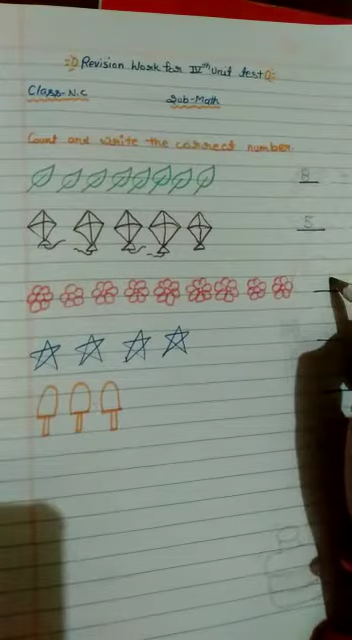 Revision Work for IVth Unit test
Class-N.C
Sub-Math
Count and write the correct number.
8
5